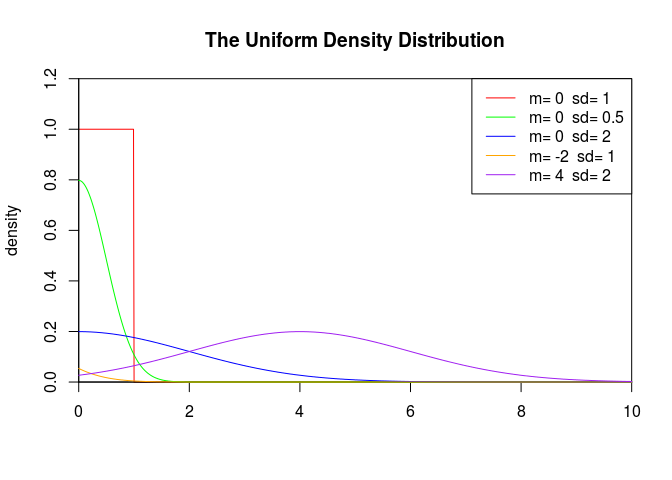 The Uniform Density Distribution
density
1.2
1.0
0.8
0.6
0.4
0.2
0.0
m= 0 sd= 1
m= 0 sd= 0.5
m= 0 sd= 2
m= -2 sd= 1
m= 4 sd= 2
0 2 4 6 8 10